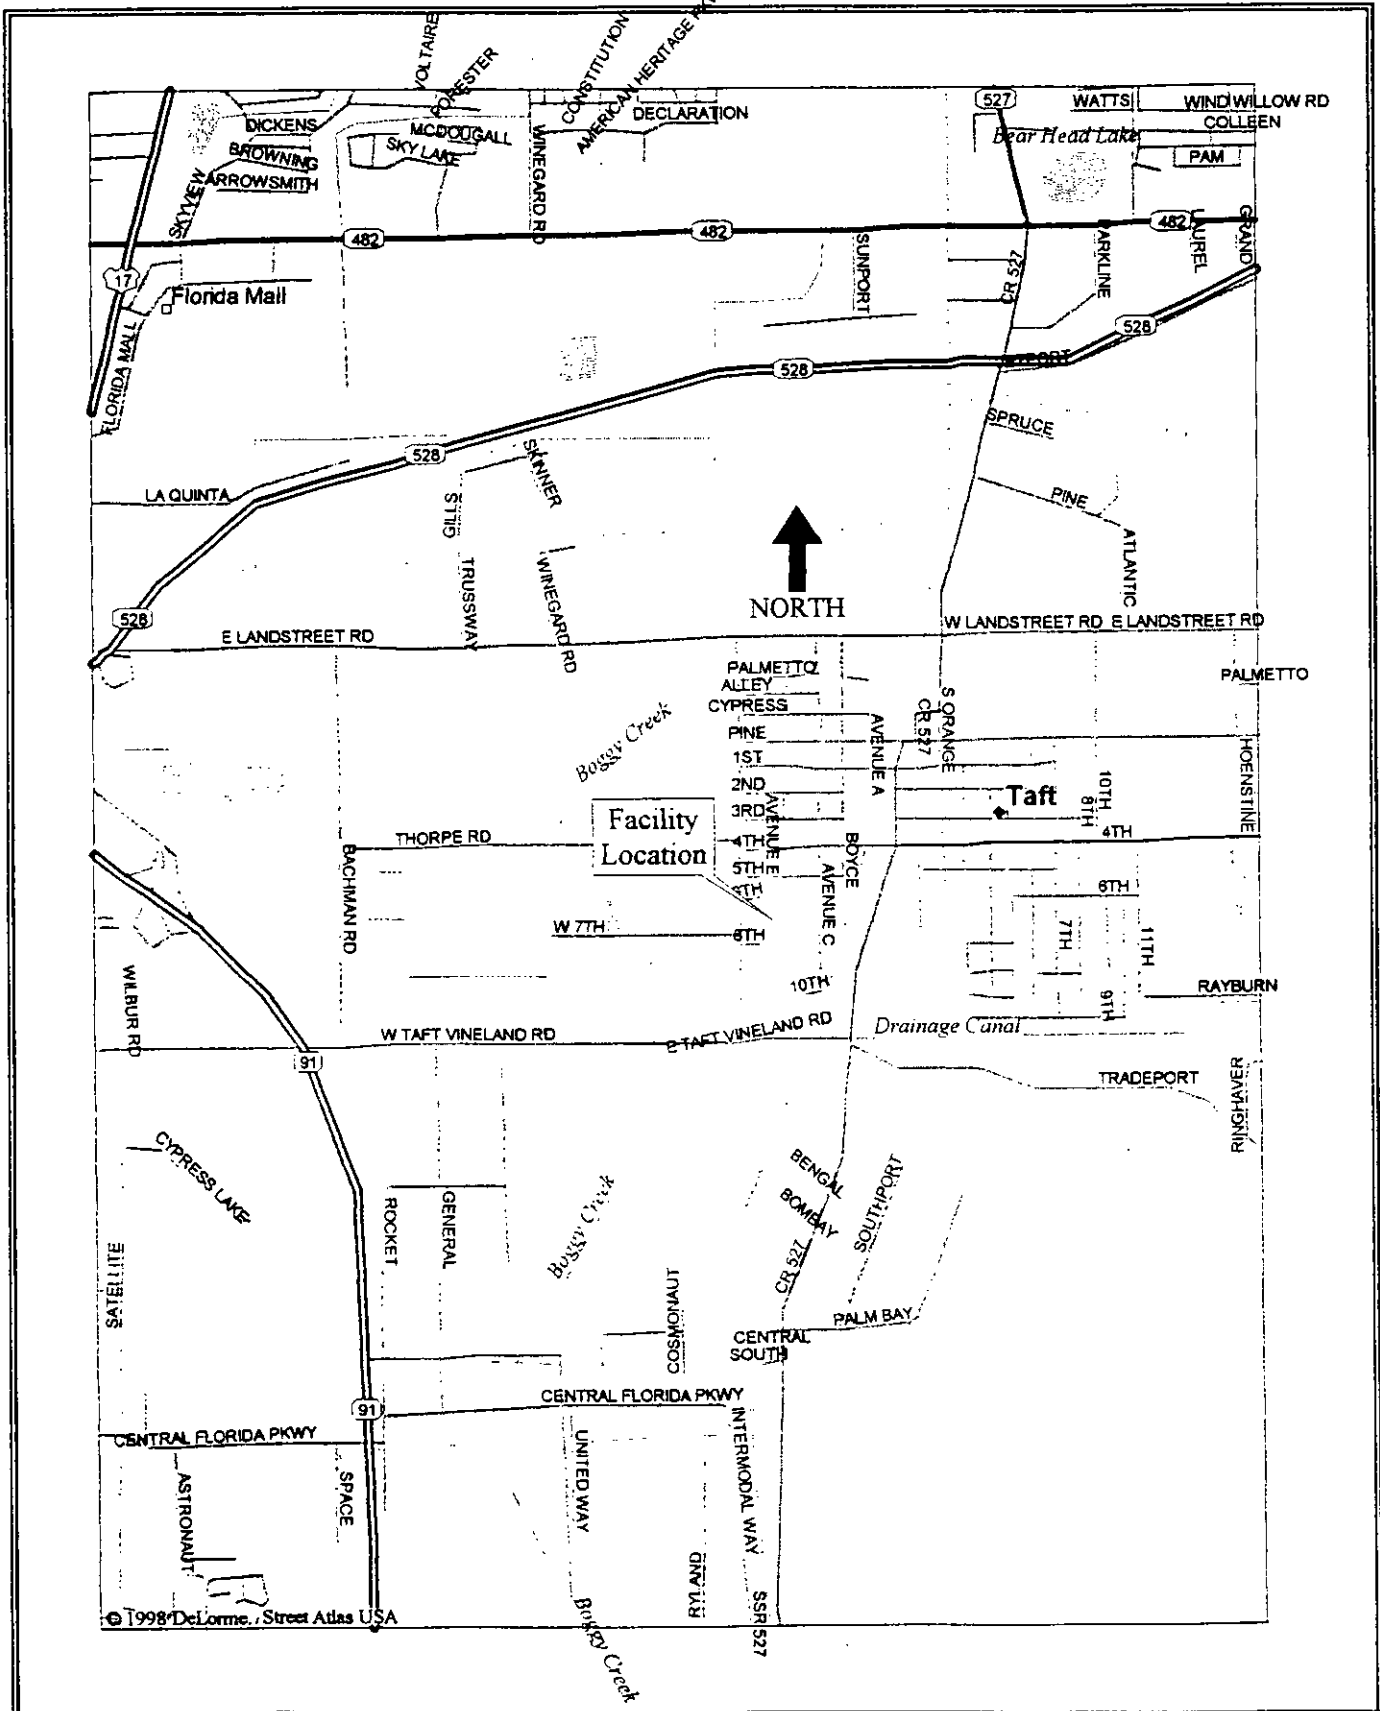 VOLTAIRE
FORESTER
CONSTITUTION
AMERICAN HERITAGE
DICKENS
MCDOUGALL
SKY LAKE
BROWNING
ARROWSMITH
SKYVIEW
WINEGARD RD
DECLARATION
527
WATTS
WIND WILLOW RD
COLLEEN
Bear Head Lake
PAM
482
482
482
LAUREL
GRAND
17
Florida Mall
FLORIDA MALL
SUNPORT
CR 527
PARKLINE
528
528
528
SPRUCE
SKINNER
LA QUINTA
GILLS
PINE
ATLANTIC
TRUSSWAY
WINEGARD RD
NORTH
528
E LANDSTREET RD
W LANDSTREET RD
E LANDSTREET RD
PALMETTO
ALLEY
CYPRESS
PINE
1ST
2ND
3RD
4TH
5TH
6TH
8TH
PALMETTO
Boggy Creek
AVENUE A
CR 527
S ORANGE
HOENSTINE
Taft
10TH
8TH
4TH
Facility
Location
THORPE RD
BACHMAN RD
AVENUE E
BOYCE
AVENUE C
6TH
W 7TH
7TH
11TH
10TH
9TH
RAYBURN
WILBUR RD
W TAFT VINELAND RD
E TAFT VINELAND RD
Drainage Canal
91
TRADEPORT
RINGHAVER
CYPRESS LAKE
BENGAL
BOMBAY
SOUTHPORT
ROCKET
GENERAL
Boggy Creek
SATELLITE
CR 527
COSMONAUT
PALM BAY
CENTRAL
SOUTH
CENTRAL FLORIDA PKWY
91
CENTRAL FLORIDA PKWY
INTERMODAL WAY
UNITED WAY
ASTRONAUT
SPACE
RYLAND
SSR 527
Boggy Creek
© 1998 DeLorme. Street Atlas USA